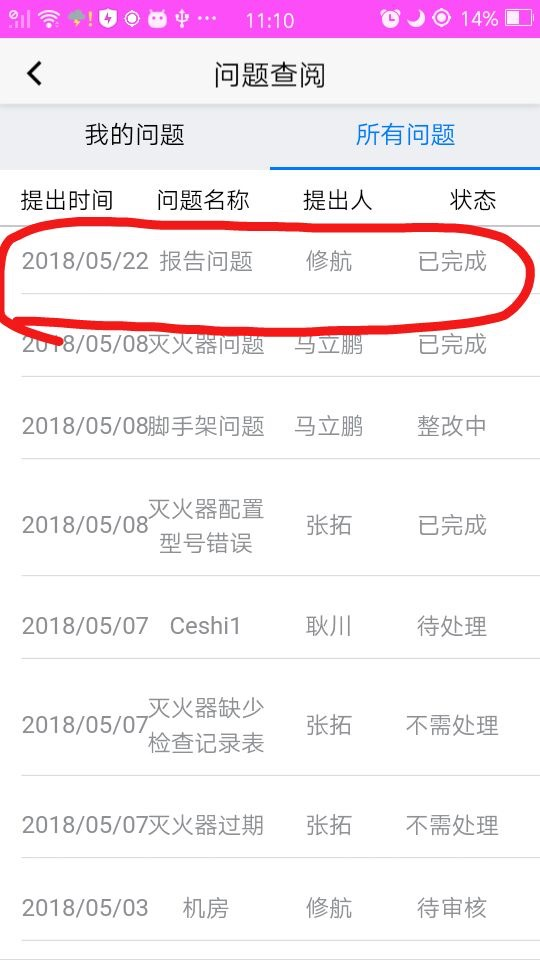 11:10 14%
问题查阅
我的问题 所有问题
提出时间 问题名称 提出人 状态
2018/05/22 报告问题 修航 已完成
2018/05/08 灭火器问题 马立鹏 已完成
2018/05/08 脚手架问题 马立鹏 整改中
灭火器配置
2018/05/08 张拓 已完成
型号错误
2018/05/07 Ceshi1 耿川 待处理
灭火器缺少
2018/05/07 张拓 不需处理
检查记录表
2018/05/07 灭火器过期 张拓 不需处理
2018/05/03 机房 修航 待审核